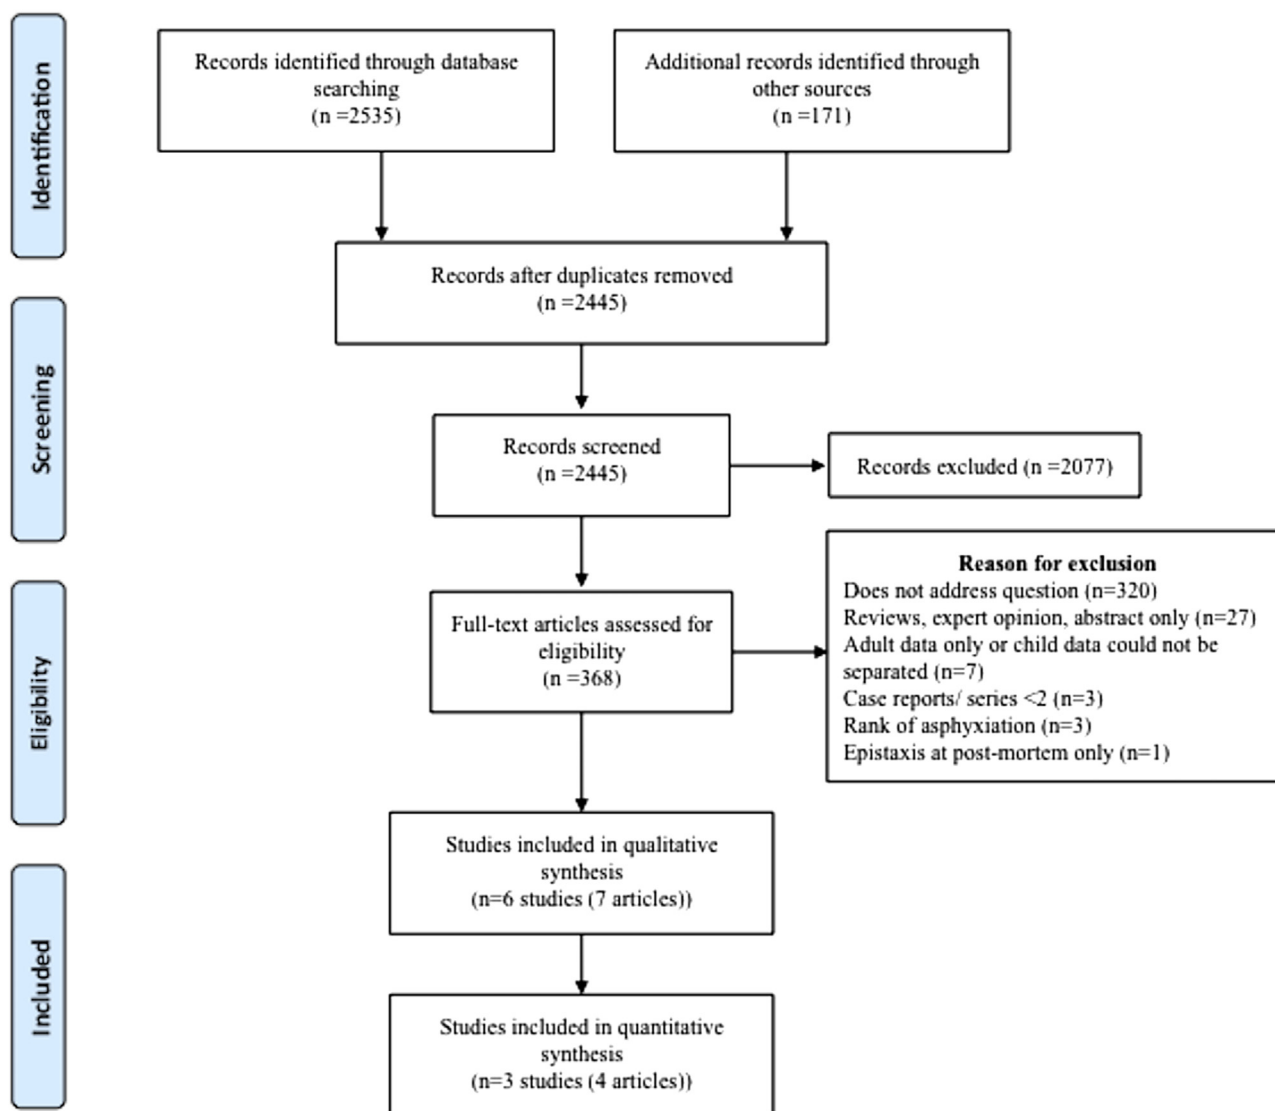 Identification
Records identified through database
searching
(n =2535)
Additional records identified through
other sources
(n =171)
Records after duplicates removed
(n =2445)
Screening
Records screened
(n =2445)
Records excluded (n =2077)
Eligibility
Full-text articles assessed for
eligibility
(n =368)
Reason for exclusion
Does not address question (n=320)
Reviews, expert opinion, abstract only (n=27)
Adult data only or child data could not be
separated (n=7)
Case reports/ series <2 (n=3)
Rank of asphyxiation (n=3)
Epistaxis at post-mortem only (n=1)
Studies included in qualitative
synthesis
(n=6 studies (7 articles))
Included
Studies included in quantitative
synthesis
(n=3 studies (4 articles))